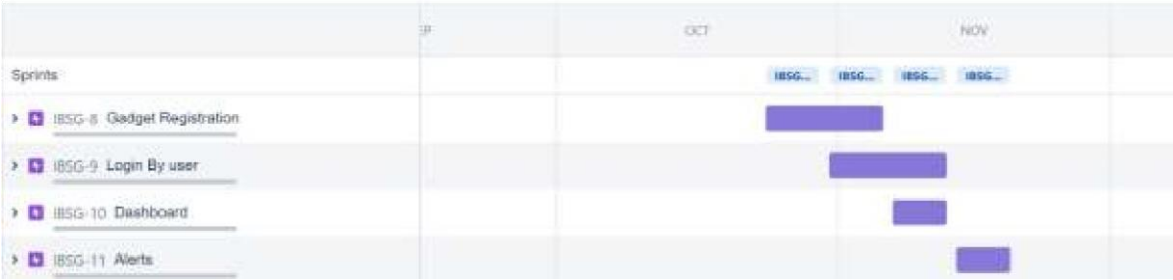 EP OCT NOV
Sprints IBSG... IBSG... IBSG... IBSG...
IBSG-8 Gadget Registration
IBSG-9 Login By user
IBSG-10 Dashboard
IBSG-11 Alerts